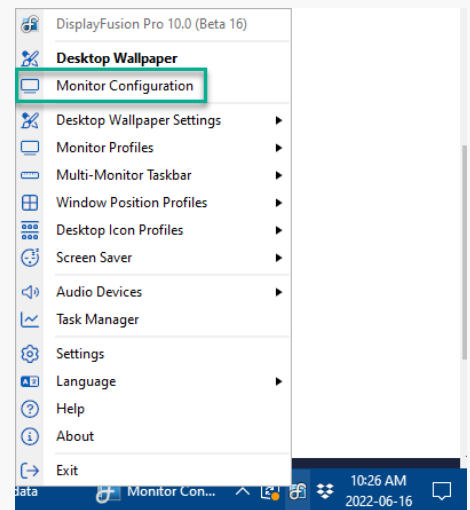 DisplayFusion Pro 10.0 (Beta 16)
Desktop Wallpaper
Monitor Configuration
Desktop Wallpaper Settings
Monitor Profiles
Multi-Monitor Taskbar
Window Position Profiles
Desktop Icon Profiles
Screen Saver
Audio Devices
Task Manager
Settings
Language
Help
About
Exit
data
Monitor Con...
10:26 AM
2022-06-16